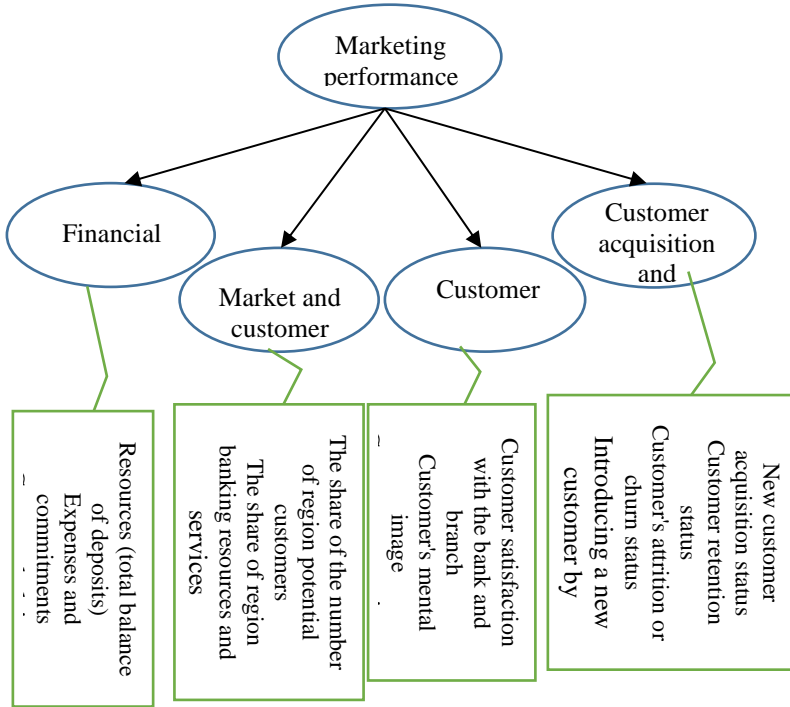 Marketing
performance
Financial
Market and
customer
Customer
Customer
acquisition
and
Resources (total balance
of deposits)
Expenses and
commitments
The share of the number
of region potential
customers
The share of region
banking resources and
services
Customer satisfaction
with the bank and
branch
Customer's mental
image
New customer
acquisition status
Customer retention
status
Customer's attrition or
churn status
Introducing a new
customer by